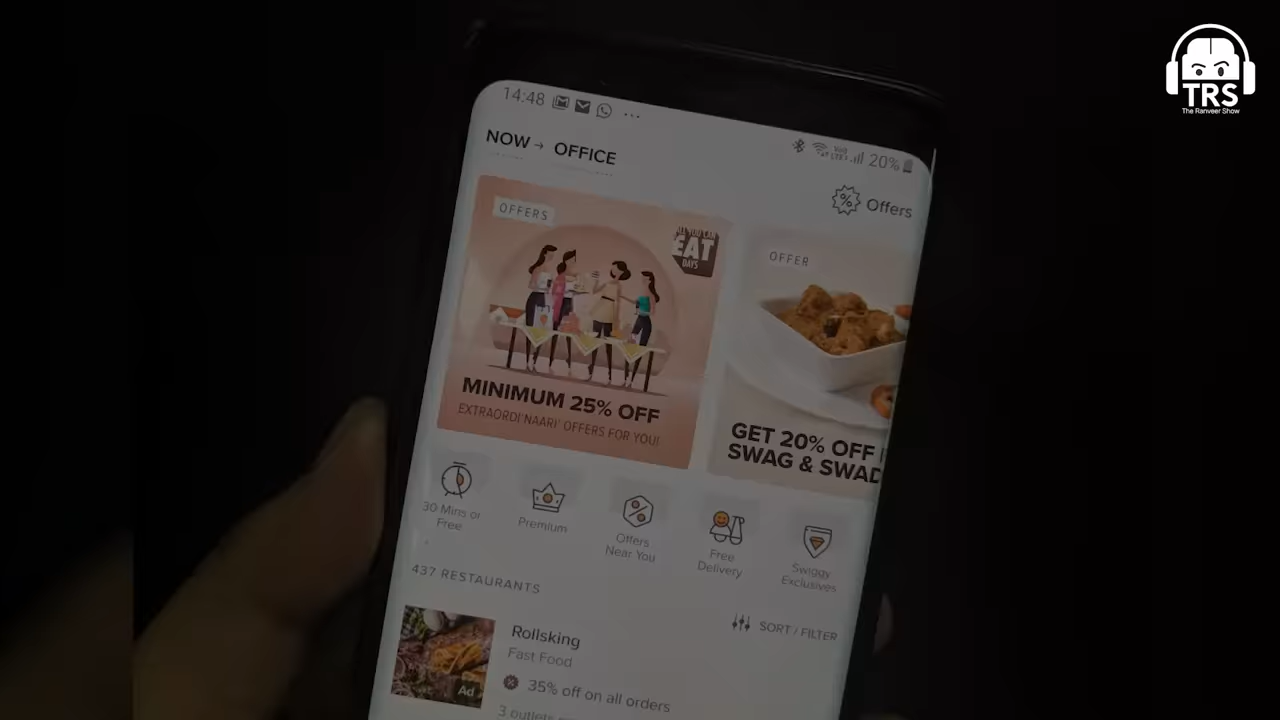 TRS
The Ranveer Show
14:48
20%
NOW → OFFICE
Offers
OFFERS
ALL YOU CAN
EAT
DAYS
MINIMUM 25% OFF
EXTRAORDI'NAARI' OFFERS FOR YOU!
OFFER
GET 20% OFF
SWAG & SWAD
30 Mins or
Free
Premium
Offers
Near You
Free
Delivery
Swiggy
Exclusives
437 RESTAURANTS
SORT / FILTER
Rollsking
Fast Food
35% off on all orders
3 outlets
Ad